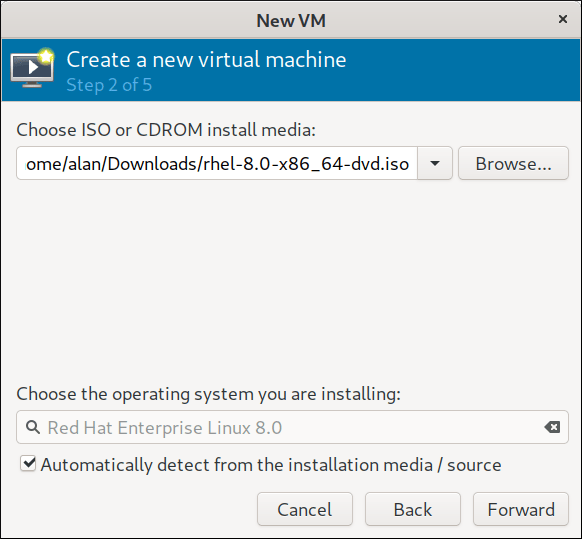 New VM
Create a new virtual machine
Step 2 of 5
Choose ISO or CDROM install media:
ome/alan/Downloads/rhel-8.0-x86_64-dvd.iso
Browse...
Choose the operating system you are installing:
Red Hat Enterprise Linux 8.0
Automatically detect from the installation media / source
Cancel Back Forward